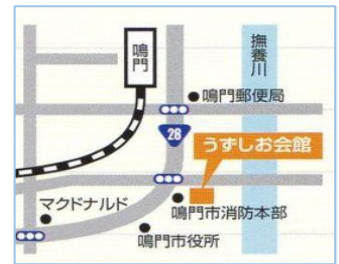 鳴門
撫養川
鳴門郵便局
28
うずしお会館
マクドナルド
鳴門市消防本部
鳴門市役所